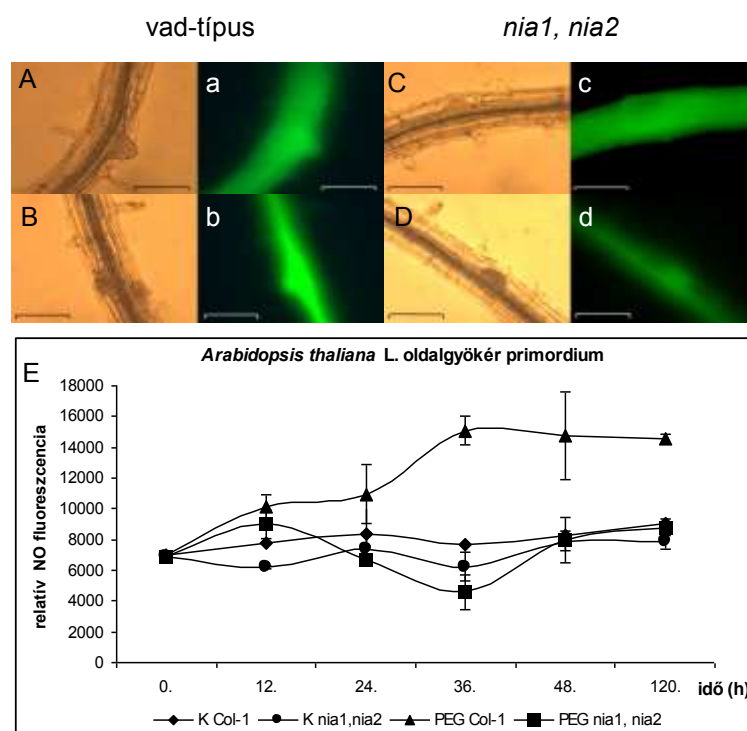 vad-típus nia1, nia2
A a C c
B b D d
E
Arabidopsis thaliana L. oldalgyökér primordium
18000
16000
14000
12000
10000
8000
6000
4000
2000
0
relatív NO fluoreszcencia
0. 12. 24. 36. 48. 120. idő (h)
K Col-1 K nia1,nia2 PEG Col-1 PEG nia1, nia2